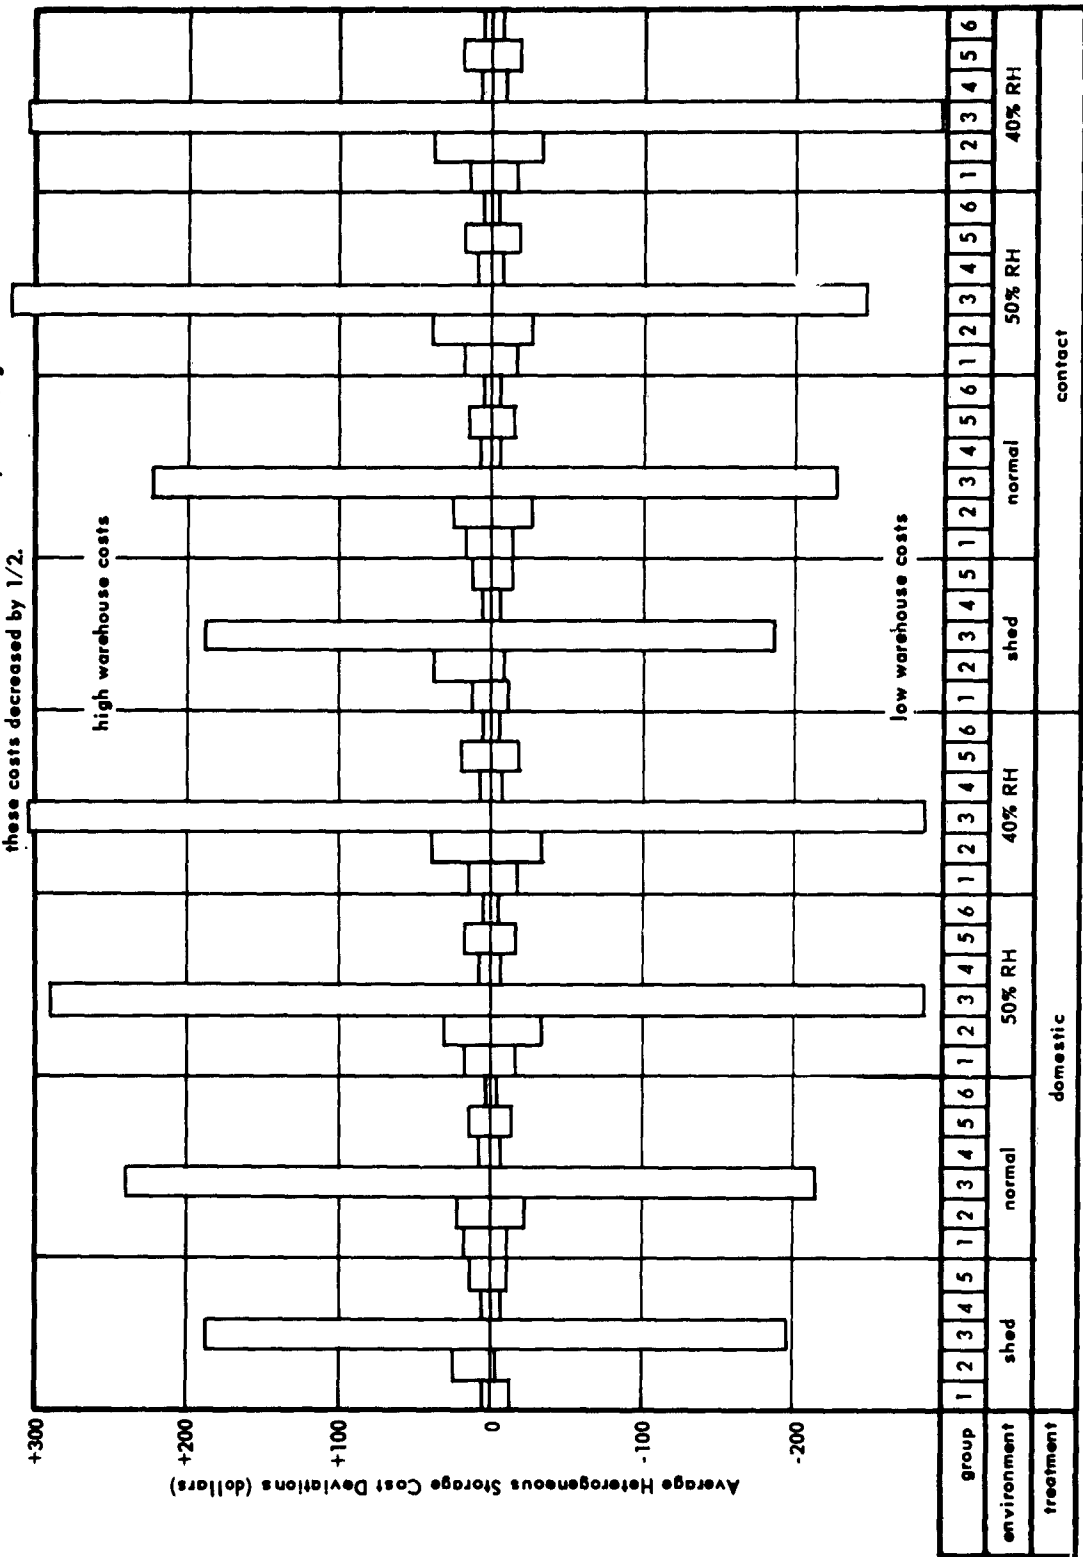 these costs decreased by 1/2.
high warehouse costs
low warehouse costs
Average Heterogeneous Storage Cost Deviations (dollars)
+300
+200
+100
0
-100
-200
group 1 2 3 4 5 1 2 3 4 5 6 1 2 3 4 5 6 1 2 3 4 5 6 1 2 3 4 5 1 2 3 4 5 6 1 2 3 4 5 6 1 2 3 4 5 6
environment shed normal 50% RH 40% RH shed normal 50% RH 40% RH
treatment domestic contact